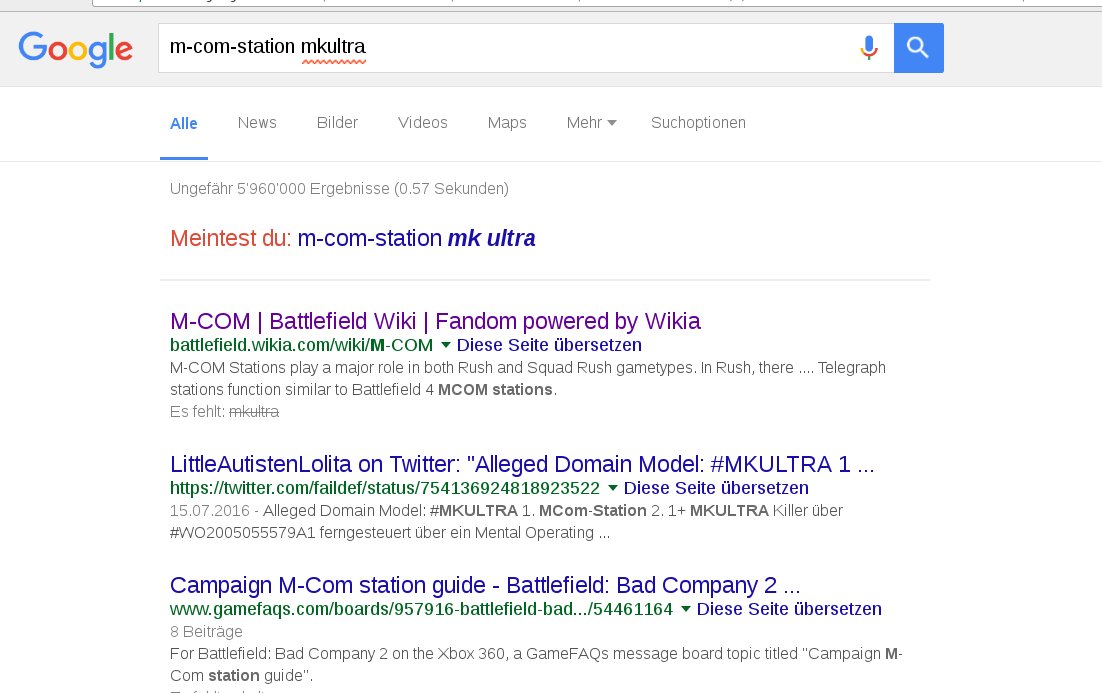 Google
m-com-station mkultra
Alle News Bilder Videos Maps Mehr Suchoptionen
Ungefähr 5'960'000 Ergebnisse (0.57 Sekunden)
Meintest du: m-com-station mk ultra
M-COM | Battlefield Wiki | Fandom powered by Wikia
battlefield.wikia.com/wiki/M-COM Diese Seite übersetzen
M-COM Stations play a major role in both Rush and Squad Rush gametypes. In Rush, there .... Telegraph
stations function similar to Battlefield 4 MCOM stations.
Es fehlt: mkultra
LittleAutistenLolita on Twitter: "Alleged Domain Model: #MKULTRA 1 ...
https://twitter.com/faildef/status/754136924818923522 Diese Seite übersetzen
15.07.2016 - Alleged Domain Model: #MKULTRA 1. MCom-Station 2. 1+ MKULTRA Killer über
#WO2005055579A1 ferngesteuert über ein Mental Operating ...
Campaign M-Com station guide - Battlefield: Bad Company 2 ...
www.gamefaqs.com/boards/957916-battlefield-bad.../54461164 Diese Seite übersetzen
8 Beiträge
For Battlefield: Bad Company 2 on the Xbox 360, a GameFAQs message board topic titled "Campaign M-
Com station guide".